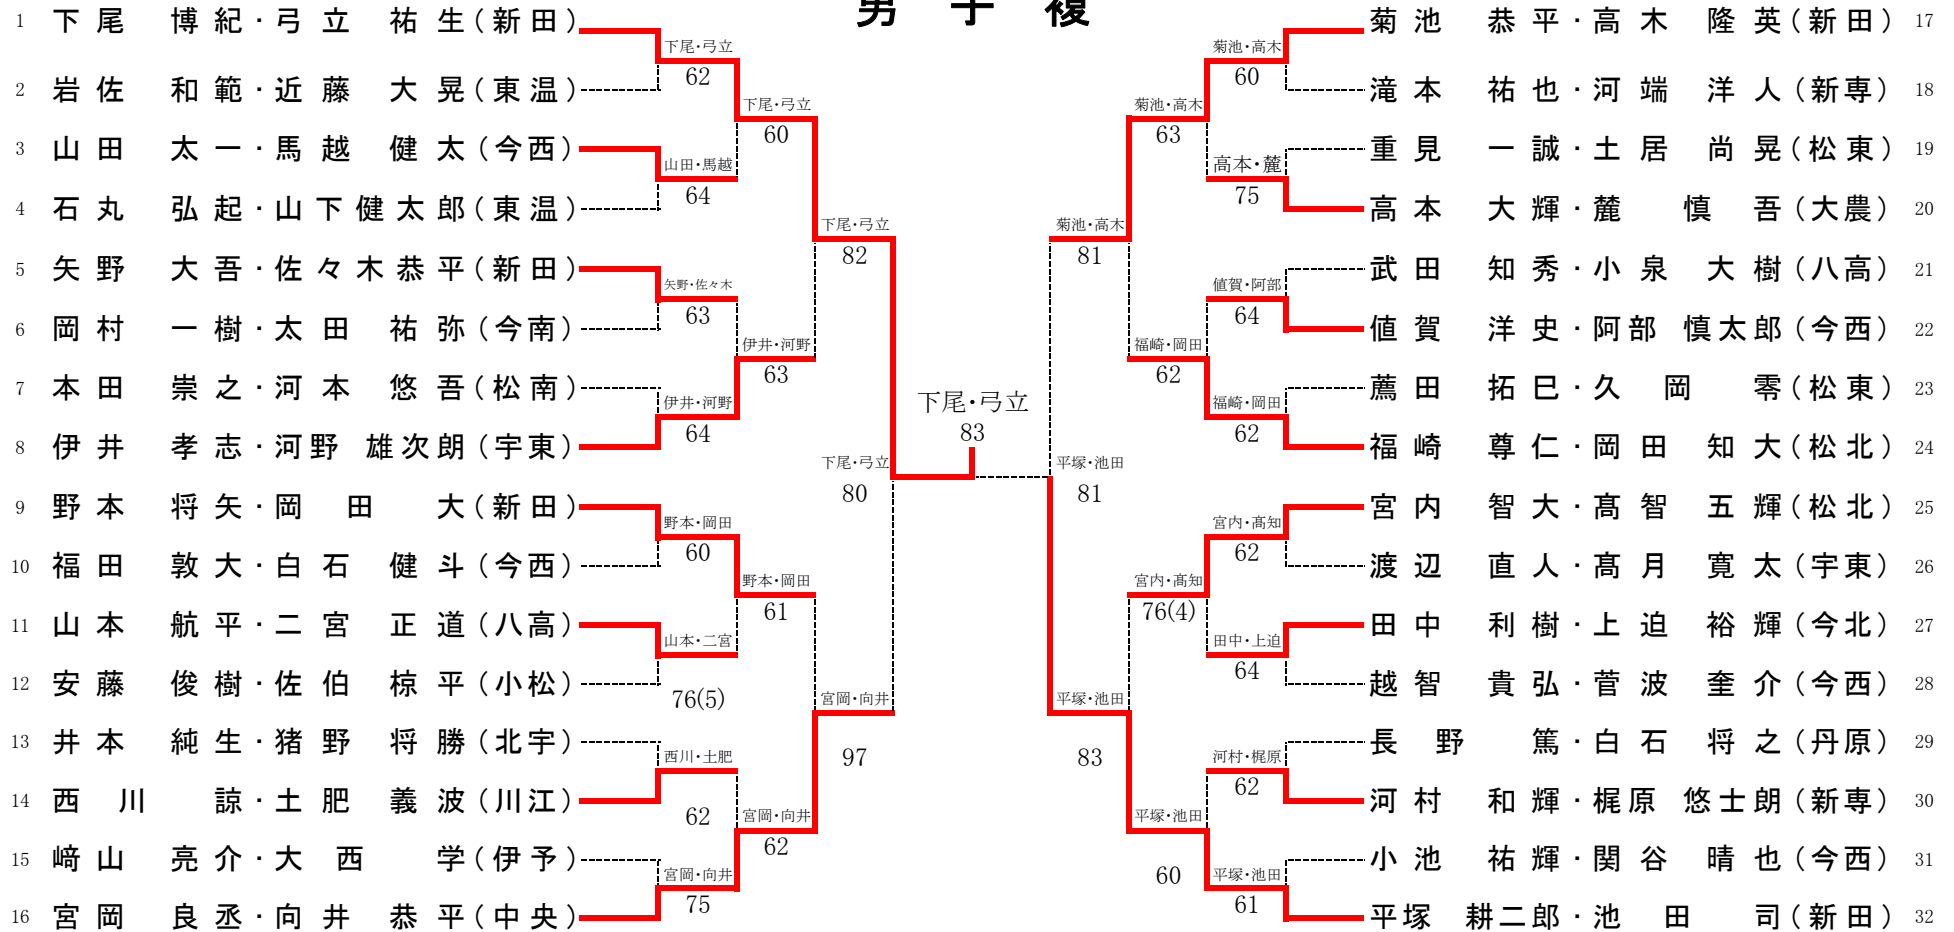 男子複
1 下尾 博紀・弓立 祐生(新田)
2 岩佐 和範・近藤 大晃(東温)
3 山田 太一・馬越 健太(今西)
4 石丸 弘起・山下健太郎(東温)
5 矢野 大吾・佐々木恭平(新田)
6 岡村 一樹・太田 祐弥(今南)
7 本田 崇之・河本 悠吾(松南)
8 伊井 孝志・河野 雄次朗(宇東)
9 野本 将矢・岡田 大(新田)
10 福田 敦大・白石 健斗(今西)
11 山本 航平・二宮 正道(八高)
12 安藤 俊樹・佐伯 椋平(小松)
13 井本 純生・猪野 将勝(北宇)
14 西川 諒・土肥 義波(川江)
15 﨑山 亮介・大西 学(伊予)
16 宮岡 良丞・向井 恭平(中央)
下尾・弓立
62
山田・馬越
64
矢野・佐々木
63
伊井・河野
64
野本・岡田
60
山本・二宮
76(5)
西川・土肥
62
宮岡・向井
75
下尾・弓立
60
伊井・河野
63
野本・岡田
61
宮岡・向井
62
下尾・弓立
82
宮岡・向井
97
下尾・弓立
80
下尾・弓立
83
平塚・池田
81
菊池・高木
81
平塚・池田
83
菊池・高木
63
福崎・岡田
62
宮内・髙知
76(4)
平塚・池田
60
菊池・高木
60
高本・麓
75
値賀・阿部
64
福崎・岡田
62
宮内・髙知
62
田中・上迫
64
河村・梶原
62
平塚・池田
61
菊池 恭平・高木 隆英(新田) 17
滝本 祐也・河端 洋人(新専) 18
重見 一誠・土居 尚晃(松東) 19
高本 大輝・麓 慎吾(大農) 20
武田 知秀・小泉 大樹(八高) 21
値賀 洋史・阿部 慎太郎(今西) 22
薦田 拓巳・久岡 零(松東) 23
福崎 尊仁・岡田 知大(松北) 24
宮内 智大・髙智 五輝(松北) 25
渡辺 直人・髙月 寛太(宇東) 26
田中 利樹・上迫 裕輝(今北) 27
越智 貴弘・菅波 奎介(今西) 28
長野 篤・白石 将之(丹原) 29
河村 和輝・梶原 悠士朗(新専) 30
小池 祐輝・関谷 晴也(今西) 31
平塚 耕二郎・池田 司(新田) 32